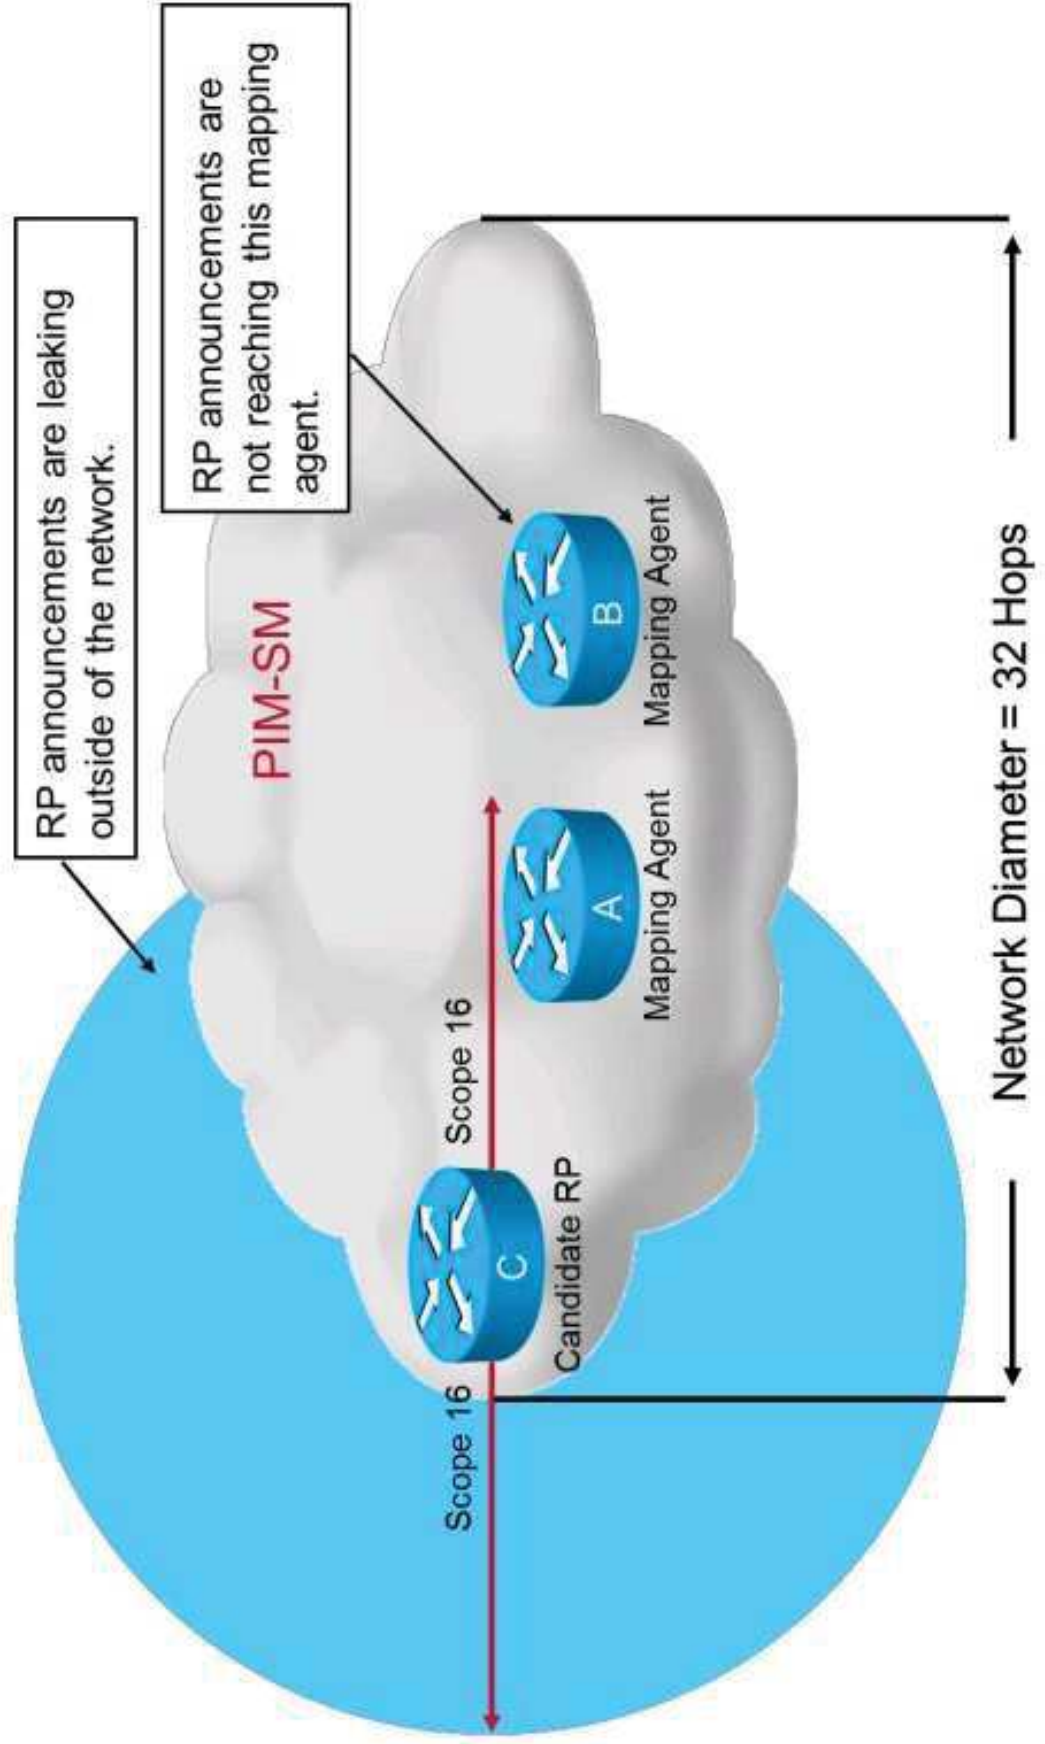 RP announcements are leaking
outside of the network.
RP announcements are
not reaching this mapping
agent.
PIM-SM
Scope 16
Scope 16
C
Candidate RP
A
Mapping Agent
B
Mapping Agent
Network Diameter = 32 Hops